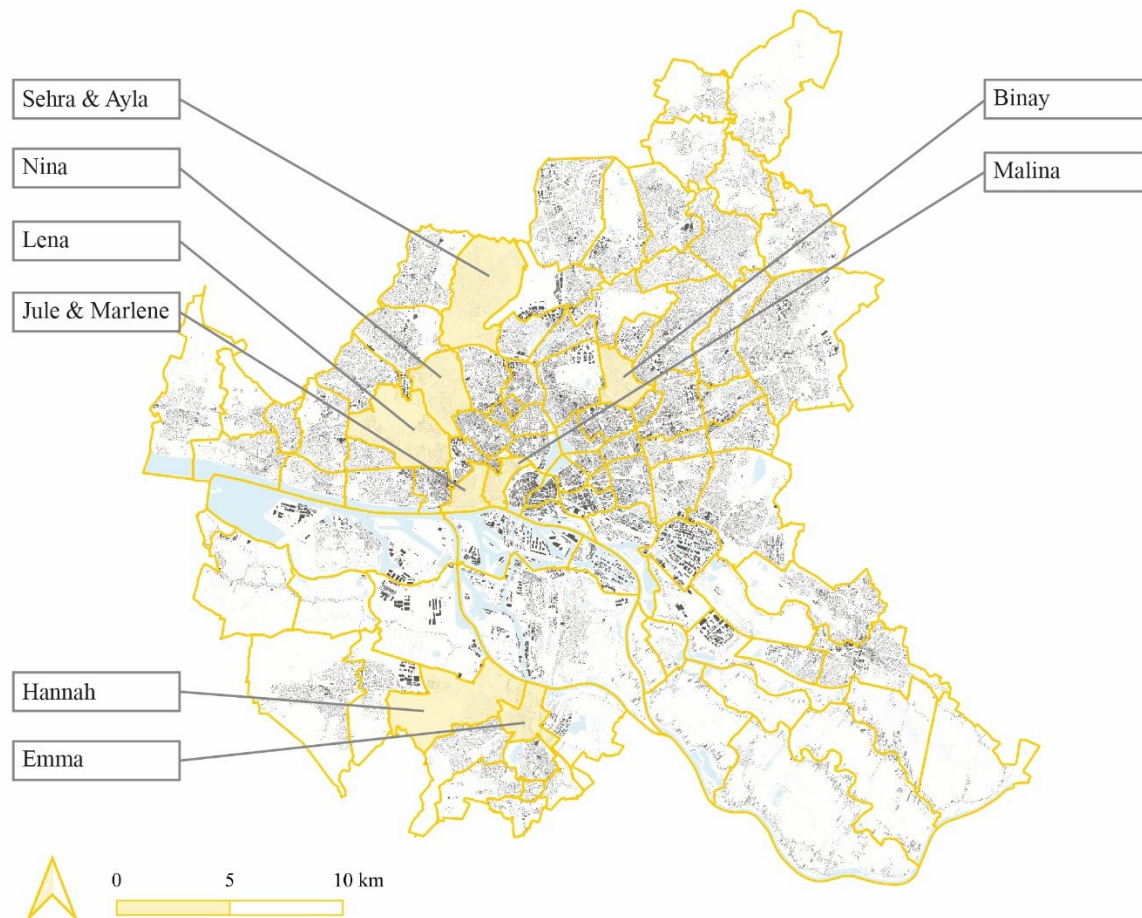 Sehra & Ayla
Nina
Lena
Jule & Marlene
Binay
Malina
Hannah
Emma
0 5 10 km